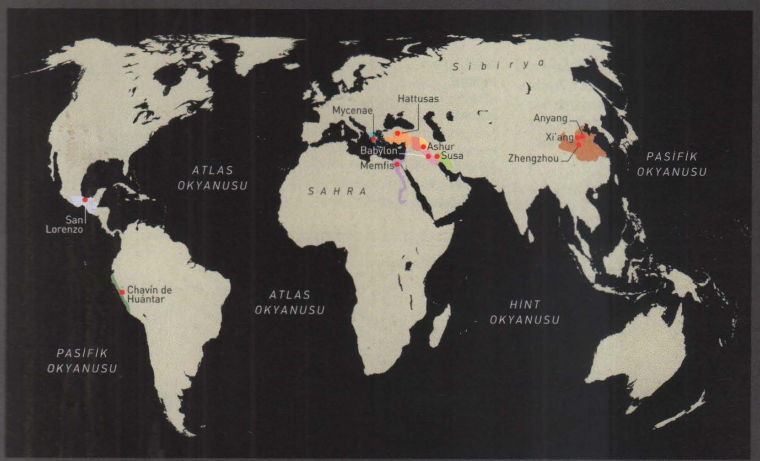 Sibirya
Hattusas
Mycenae
Anyang
Xi'ang
Zhengzhou
Babylon
Ashur
Susa
Memfis
PASİFİK
OKYANUSU
ATLAS
OKYANUSU
SAHRA
San
Lorenzo
Chavín de
Huántar
ATLAS
OKYANUSU
HİNT
OKYANUSU
PASİFİK
OKYANUSU